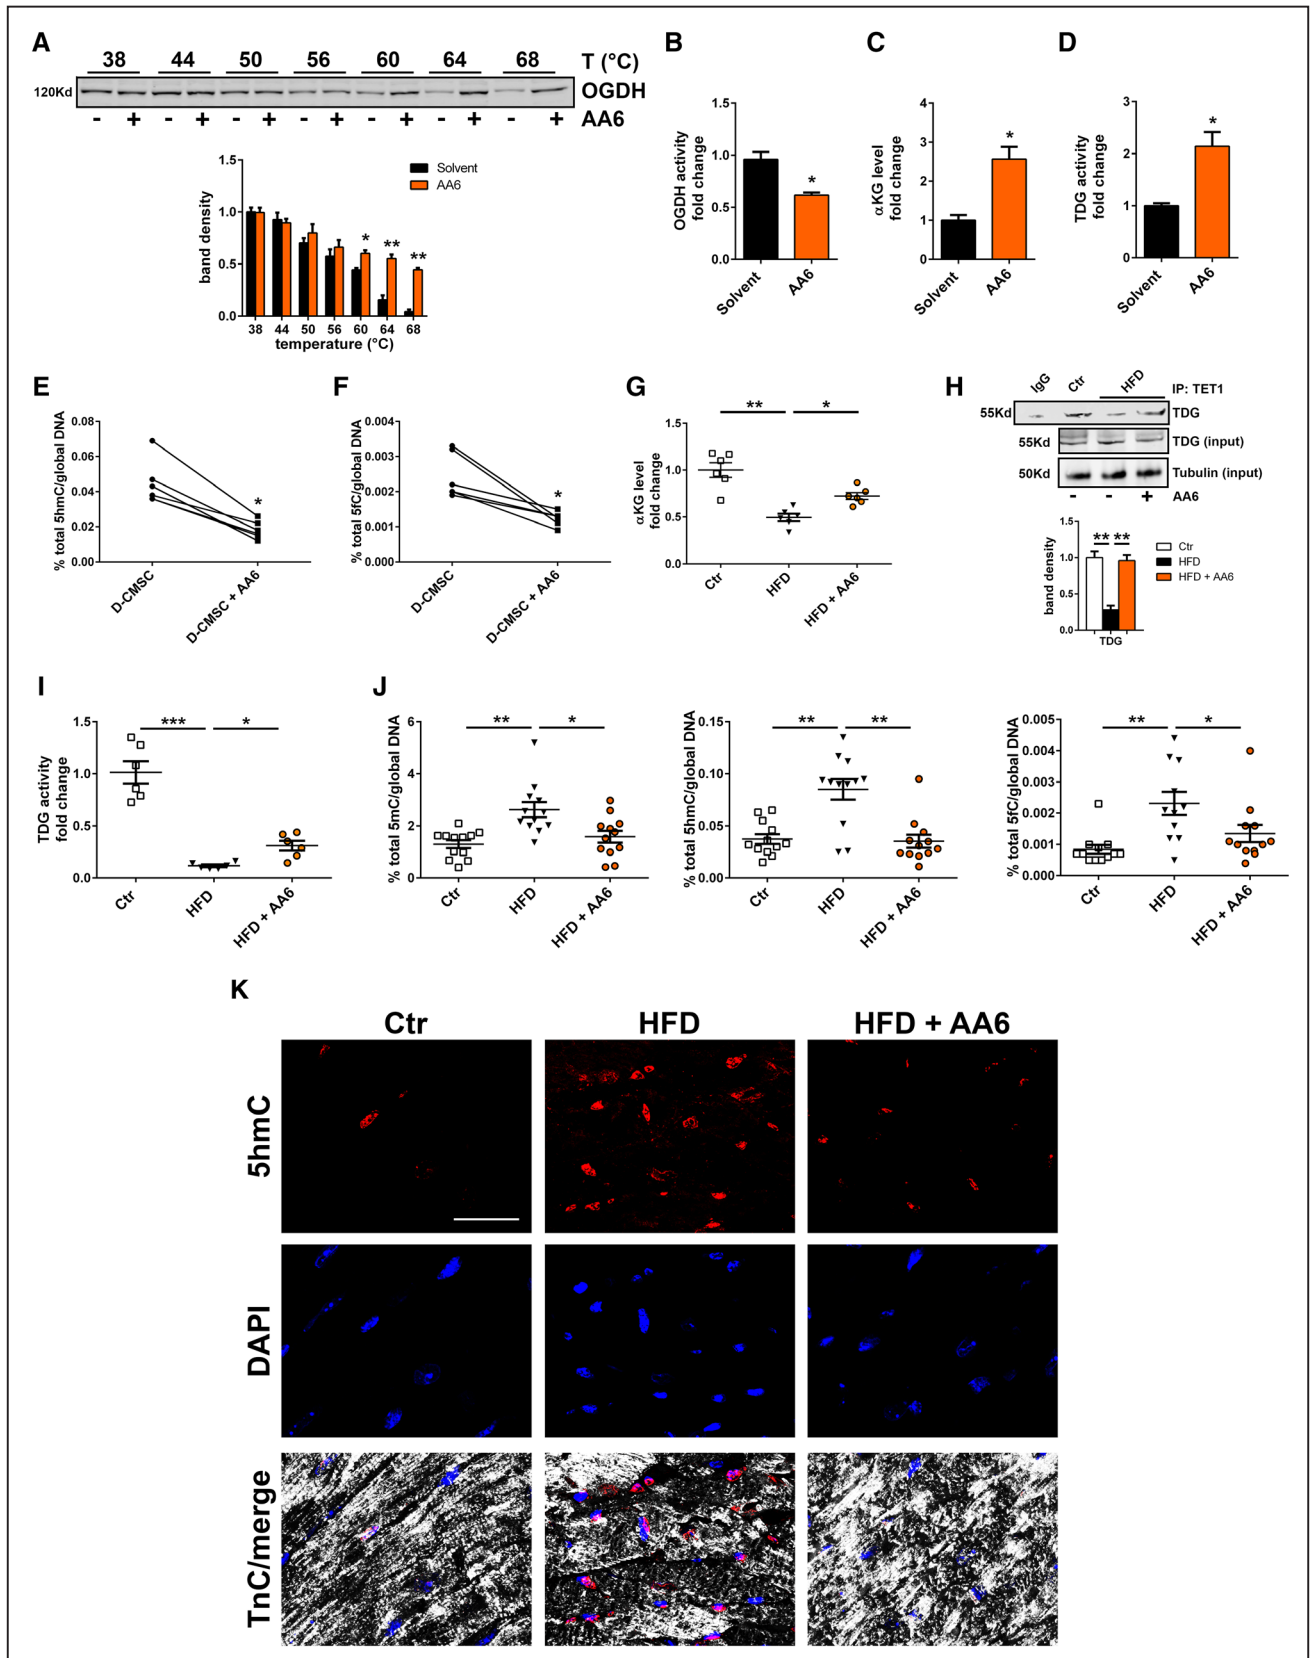 A
38 44 50 56 60 64 68 T (°C)
120Kd OGDH
- + - + - + - + - + - + - + AA6
Solvent
AA6
band density
1.5
1.0
0.5
0.0
* ** **
38 44 50 56 60 64 68
temperature (°C)
B
OGDH activity
fold change
1.5
1.0
0.5
0.0
*
Solvent AA6
C
αKG level
fold change
4
3
2
1
0
*
Solvent AA6
D
TDG activity
fold change
3
2
1
0
*
Solvent AA6
E
% total 5hmC/global DNA
0.08
0.06
0.04
0.02
0.00
*
D-CMSC D-CMSC + AA6
F
% total 5fC/global DNA
0.004
0.003
0.002
0.001
0.000
*
D-CMSC D-CMSC + AA6
G
αKG level
fold change
1.5
1.0
0.5
0.0
** *
Ctr HFD HFD + AA6
H
IgG Ctr HFD IP: TET1
55Kd TDG
55Kd TDG (input)
50Kd Tubulin (input)
- - + AA6
band density
1.5
1.0
0.5
0.0
** **
TDG
Ctr
HFD
HFD + AA6
I
TDG activity
fold change
1.5
1.0
0.5
0.0
*** *
Ctr HFD HFD + AA6
J
% total 5mC/global DNA
6
4
2
0
** *
Ctr HFD HFD + AA6
% total 5hmC/global DNA
0.15
0.10
0.05
0.00
** **
Ctr HFD HFD + AA6
% total 5fC/global DNA
0.005
0.004
0.003
0.002
0.001
0.000
** *
Ctr HFD HFD + AA6
K
Ctr HFD HFD + AA6
5hmC
DAPI
TnC/merge